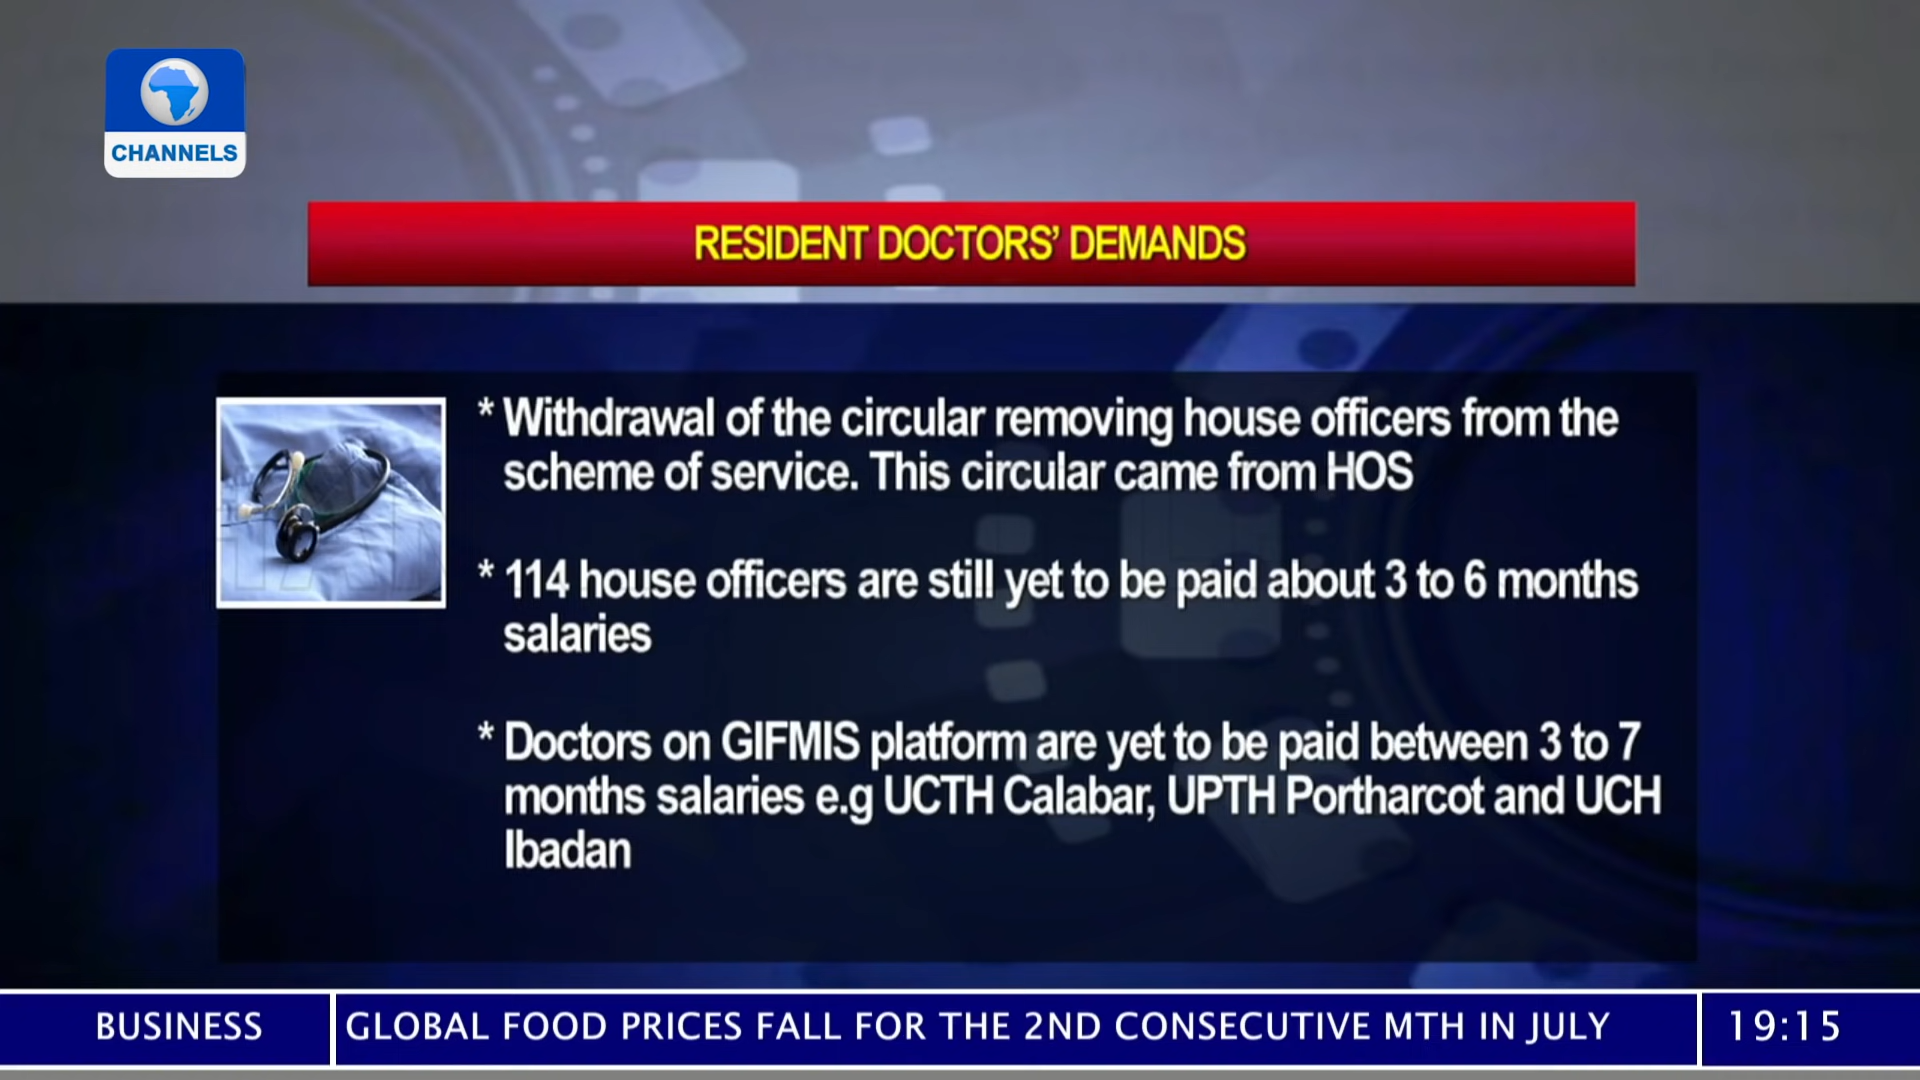 CHANNELS
RESIDENT DOCTORS’ DEMANDS
* Withdrawal of the circular removing house officers from the
scheme of service. This circular came from HOS
* 114 house officers are still yet to be paid about 3 to 6 months
salaries
* Doctors on GIFMIS platform are yet to be paid between 3 to 7
months salaries e.g UCTH Calabar, UPTH Portharcot and UCH
Ibadan
BUSINESS
GLOBAL FOOD PRICES FALL FOR THE 2ND CONSECUTIVE MTH IN JULY
19:15